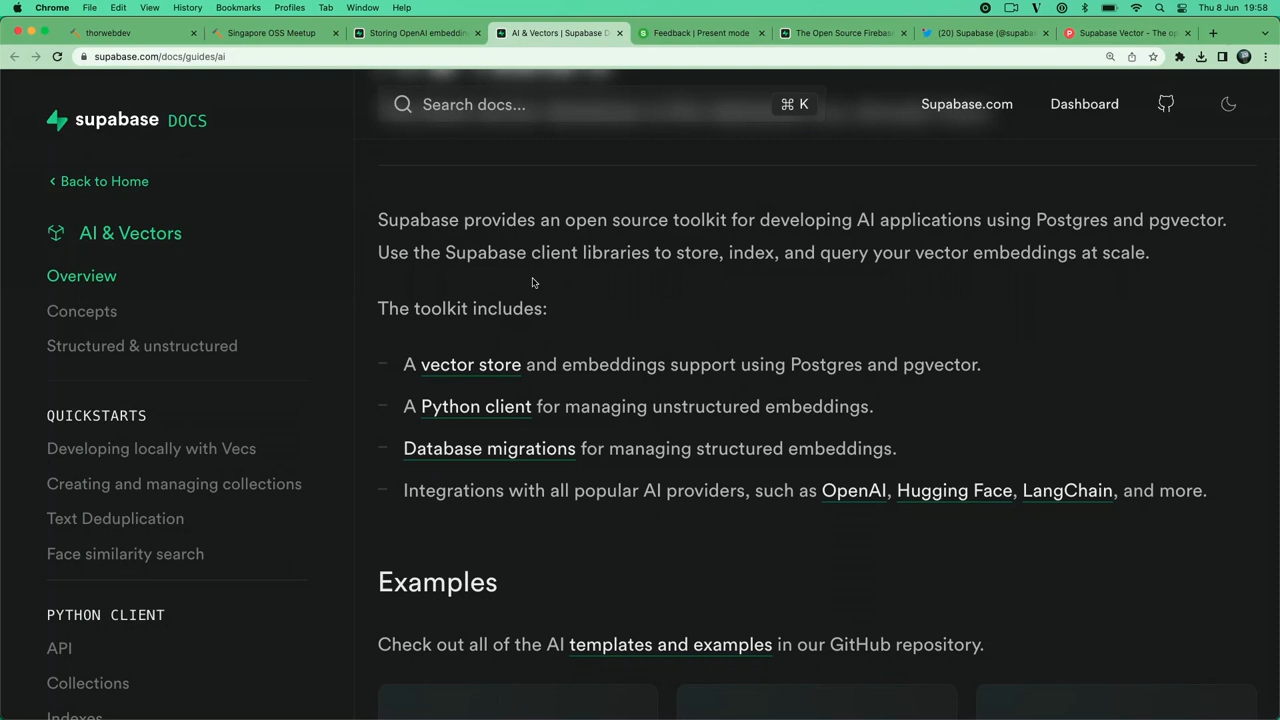 Chrome File Edit View History Bookmarks Profiles Tab Window Help Thu 8 Jun 19:58
thorwebdev Singapore OSS Meetup Storing OpenAI embeddin AI & Vectors | Supabase D Feedback | Present mode The Open Source Firebase (20) Supabase (@supaba Supabase Vector - The op
supabase.com/docs/guides/ai
Search docs... ⌘ K Supabase.com Dashboard
supabase DOCS
Back to Home
AI & Vectors
Overview
Concepts
Structured & unstructured
QUICKSTARTS
Developing locally with Vecs
Creating and managing collections
Text Deduplication
Face similarity search
PYTHON CLIENT
API
Collections
Indexes
Supabase provides an open source toolkit for developing AI applications using Postgres and pgvector.
Use the Supabase client libraries to store, index, and query your vector embeddings at scale.
The toolkit includes:
A vector store and embeddings support using Postgres and pgvector.
A Python client for managing unstructured embeddings.
Database migrations for managing structured embeddings.
Integrations with all popular AI providers, such as OpenAI, Hugging Face, LangChain, and more.
Examples
Check out all of the AI templates and examples in our GitHub repository.